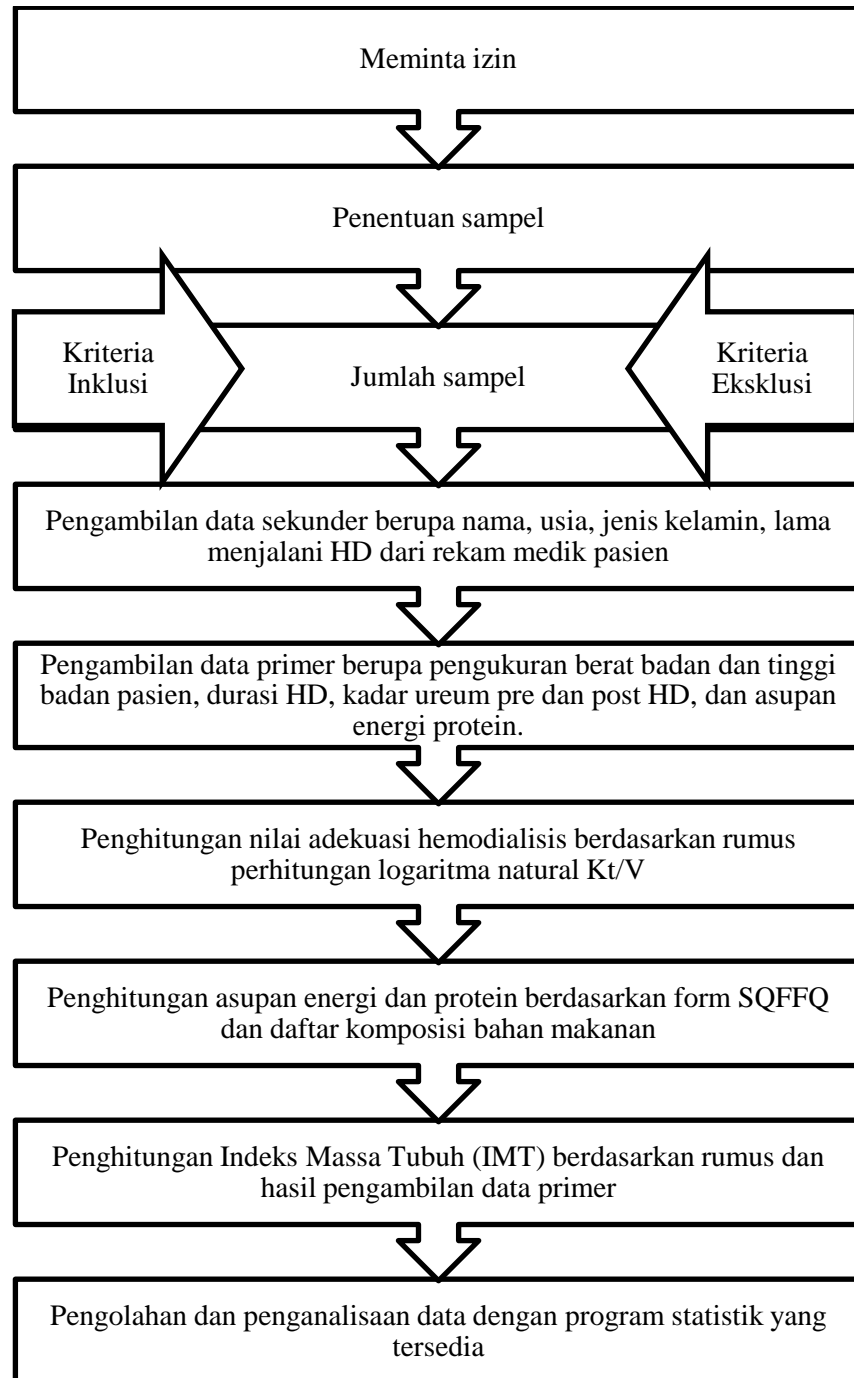 Meminta izin
Penentuan sampel
Kriteria
Inklusi
Jumlah sampel
Kriteria
Eksklusi
Pengambilan data sekunder berupa nama, usia, jenis kelamin, lama
menjalani HD dari rekam medik pasien
Pengambilan data primer berupa pengukuran berat badan dan tinggi
badan pasien, durasi HD, kadar ureum pre dan post HD, dan asupan
energi protein.
Penghitungan nilai adekuasi hemodialisis berdasarkan rumus
perhitungan logaritma natural Kt/V
Penghitungan asupan energi dan protein berdasarkan form SQFFQ
dan daftar komposisi bahan makanan
Penghitungan Indeks Massa Tubuh (IMT) berdasarkan rumus dan
hasil pengambilan data primer
Pengolahan dan penganalisaan data dengan program statistik yang
tersedia